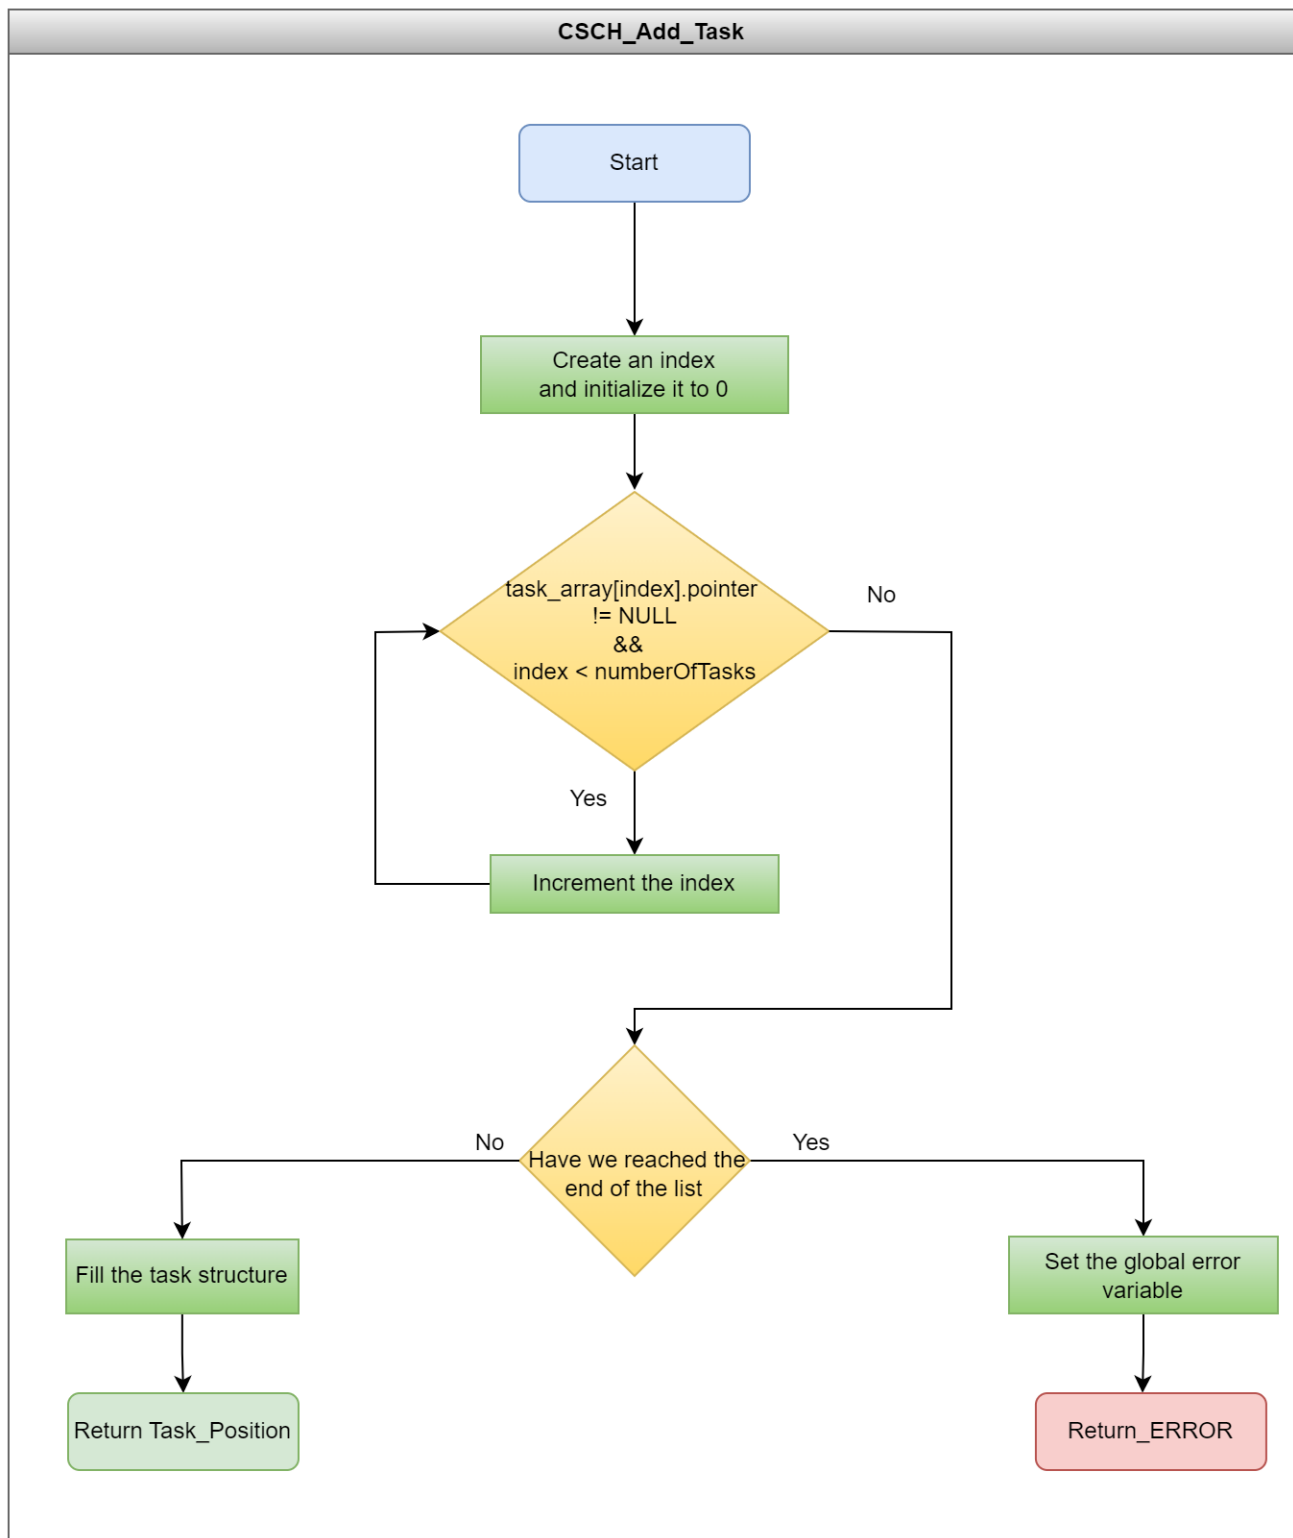 CSCH_Add_Task
Start
Create an index
and initialize it to 0
task_array[index].pointer
!= NULL
&&
index < numberOfTasks
No
Yes
Increment the index
Have we reached the
end of the list
No
Yes
Fill the task structure
Set the global error
variable
Return Task_Position
Return_ERROR